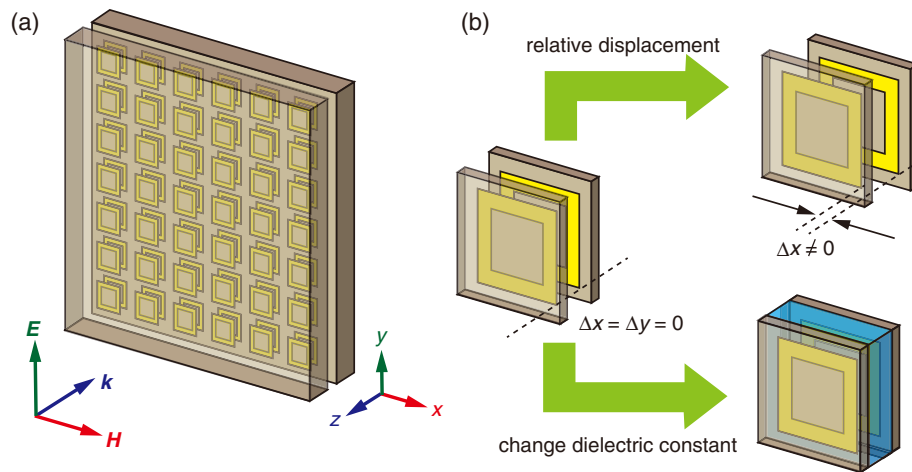 (a)
E
k
H
y
x
z
(b)
relative displacement
Δx ≠ 0
Δx = Δy = 0
change dielectric constant